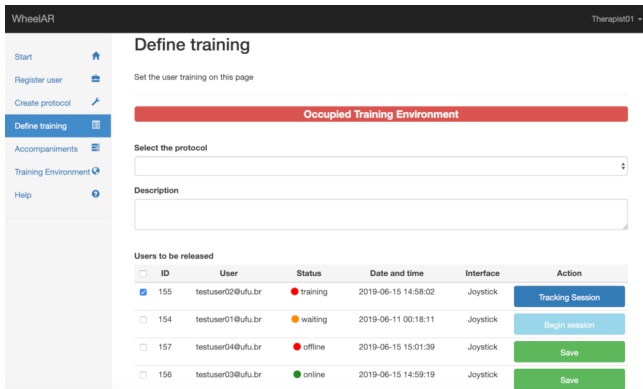 WheelAR
Therapist01
Start
Register user
Create protocol
Define training
Accompaniments
Training Environment
Help
Define training
Set the user training on this page
Occupied Training Environment
Select the protocol
Description
Users to be released
ID User Status Date and time Interface Action
155 testuser02@ufu.br training 2019-06-15 14:58:02 Joystick Tracking Session
154 testuser01@ufu.br waiting 2019-06-11 00:18:11 Joystick Begin session
157 testuser04@ufu.br offline 2019-06-15 15:01:39 Joystick Save
156 testuser03@ufu.br online 2019-06-15 14:59:19 Joystick Save